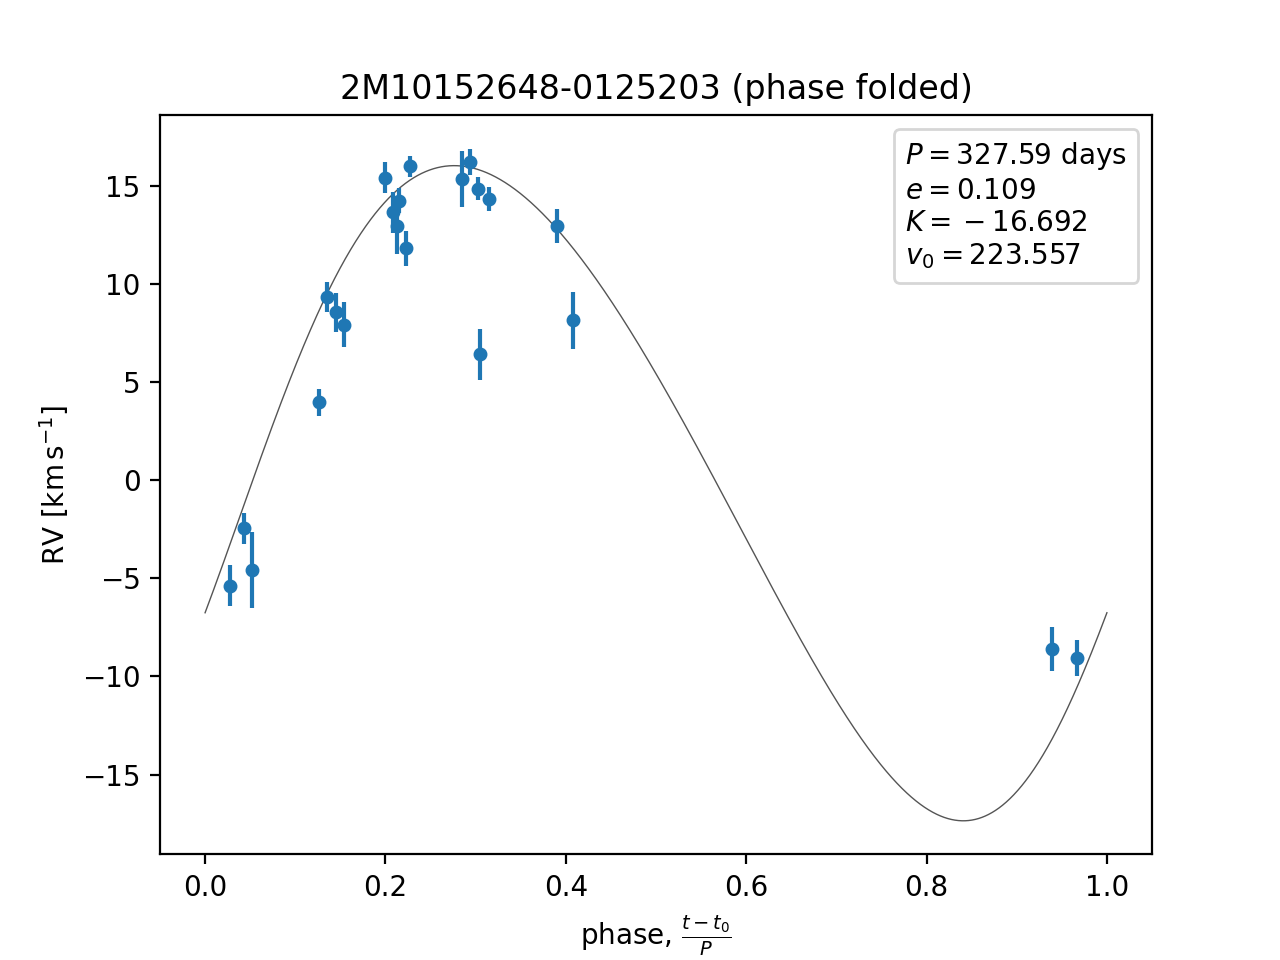 2M10152648-0125203 (phase folded)
P = 327.59 days
e = 0.109
K = −16.692
v₀ = 223.557
15
10
5
0
−5
−10
−15
RV [km s⁻¹]
0.0 0.2 0.4 0.6 0.8 1.0
phase, (t − t₀)/P